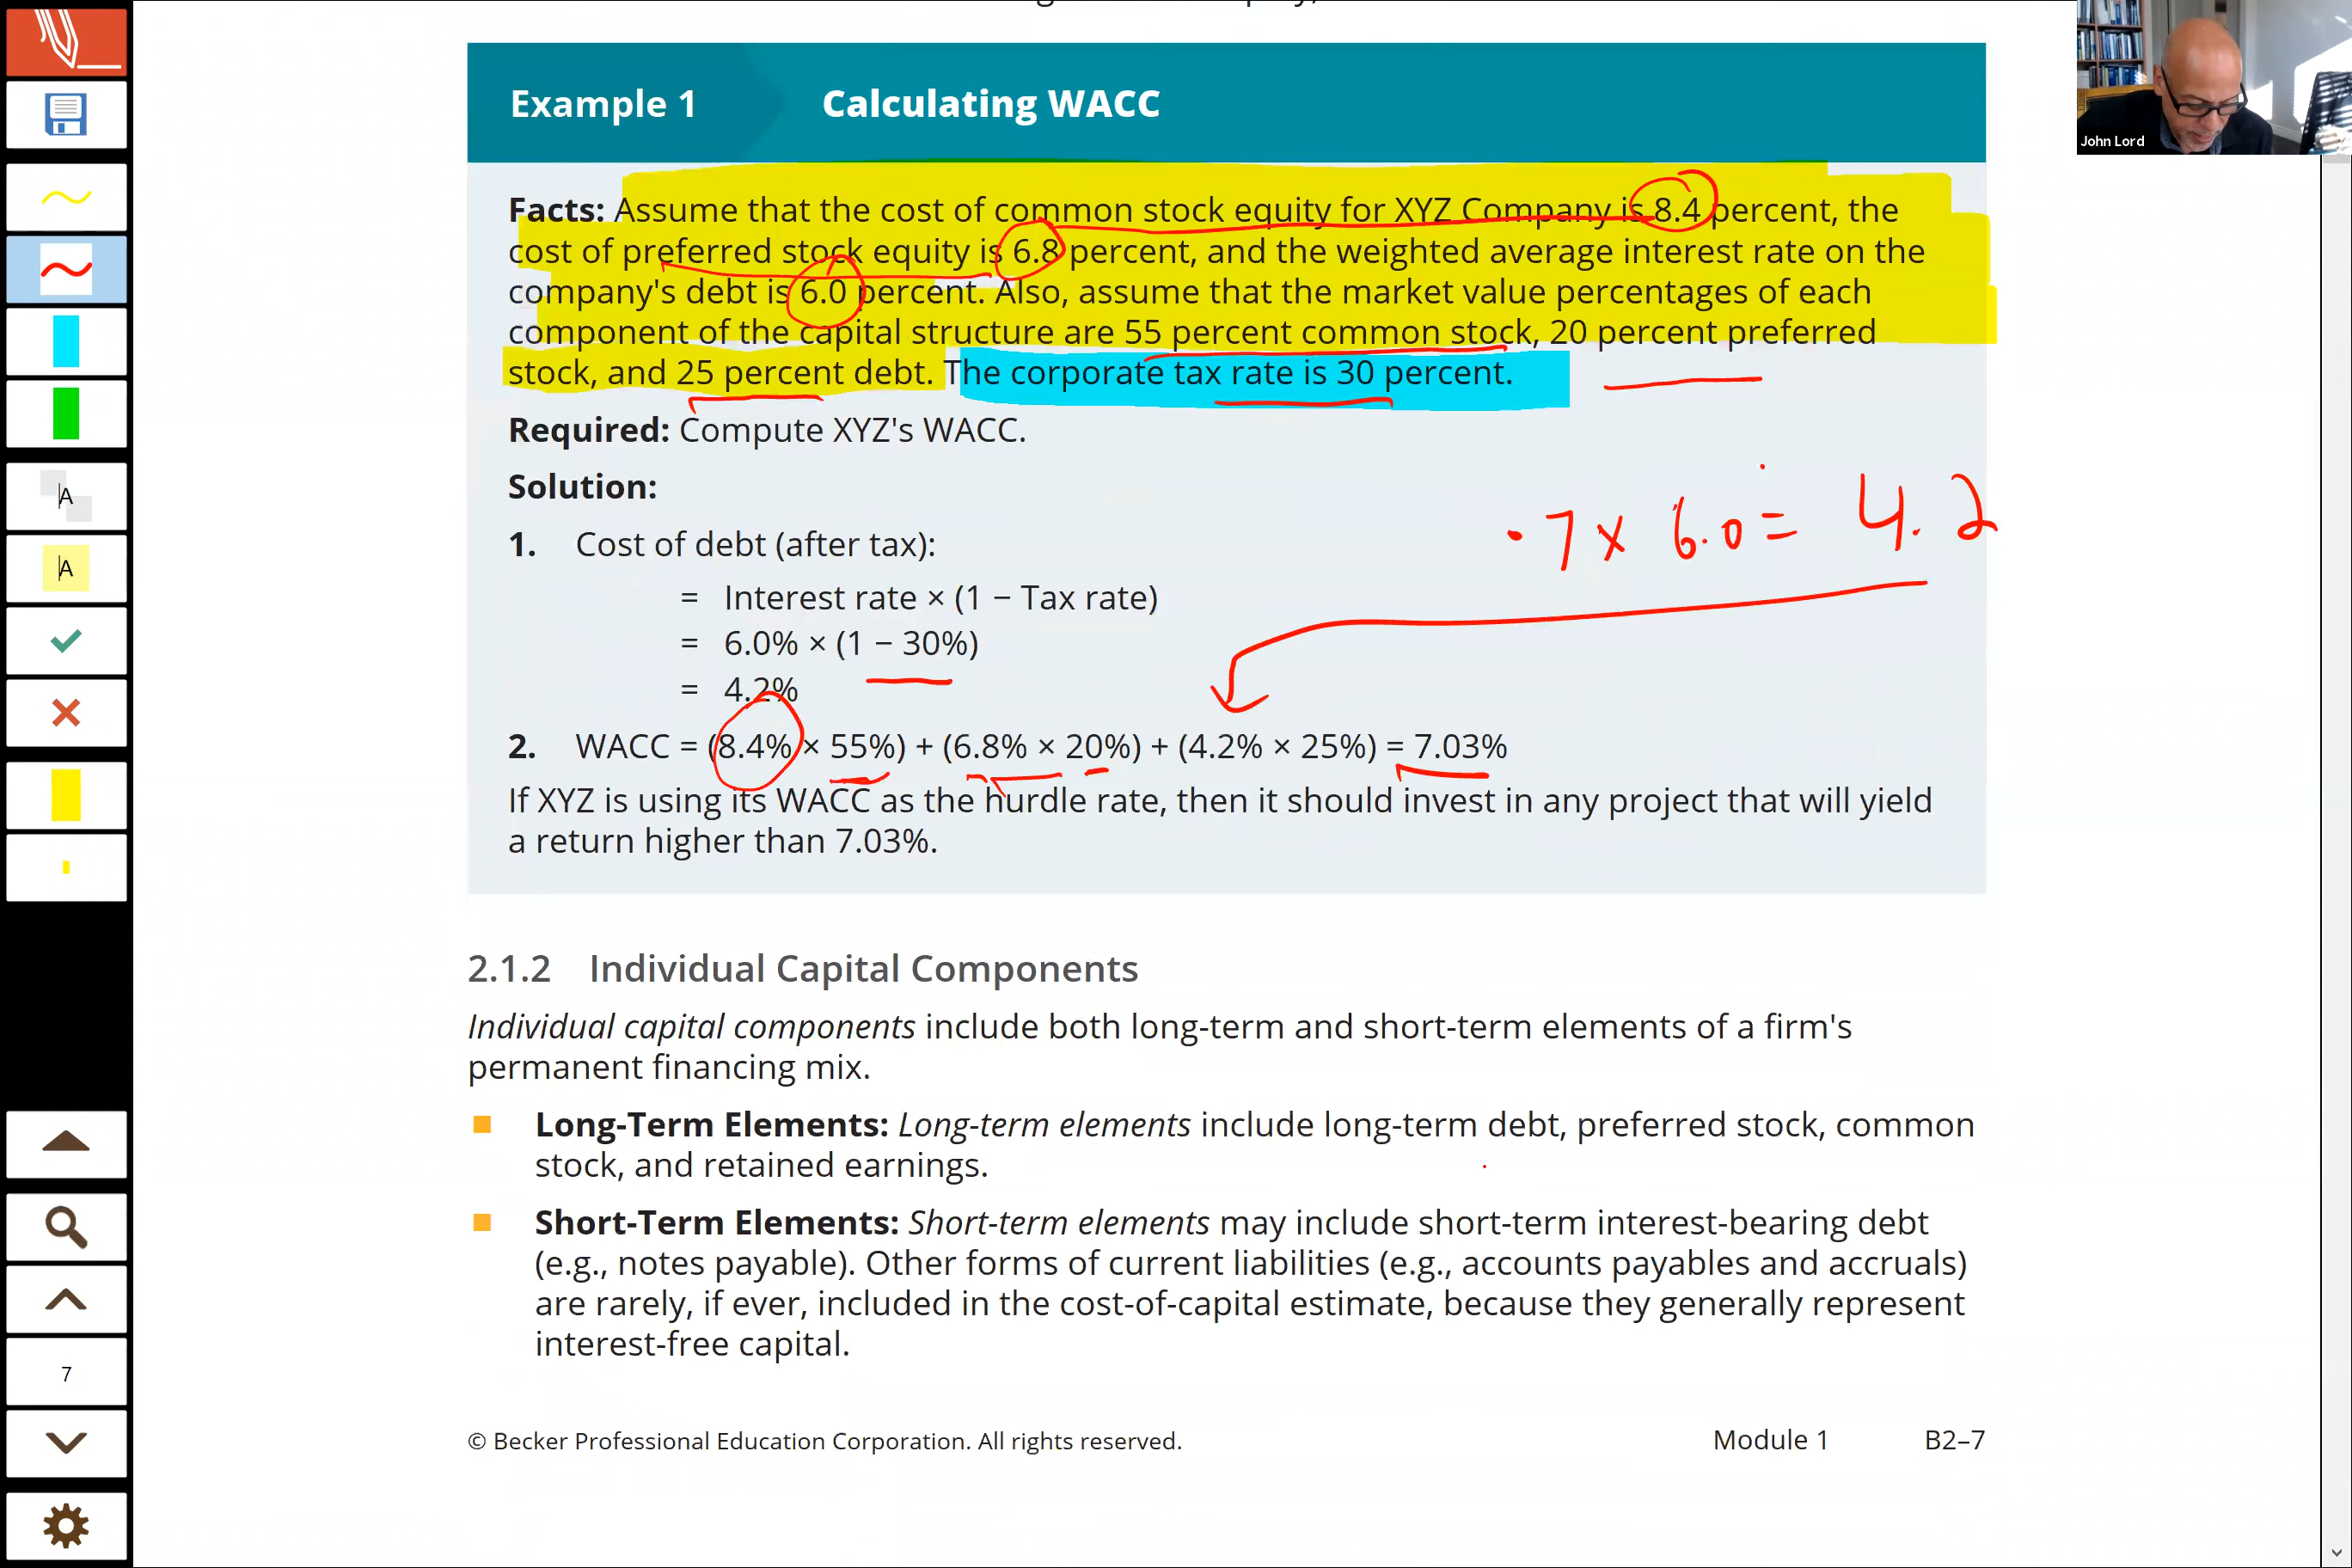 Example 1 Calculating WACC
John Lord
Facts: Assume that the cost of common stock equity for XYZ Company is 8.4 percent, the
cost of preferred stock equity is 6.8 percent, and the weighted average interest rate on the
company's debt is 6.0 percent. Also, assume that the market value percentages of each
component of the capital structure are 55 percent common stock, 20 percent preferred
stock, and 25 percent debt. The corporate tax rate is 30 percent.
Required: Compute XYZ's WACC.
Solution:
.7 x 6.0 = 4.2
1. Cost of debt (after tax):
= Interest rate × (1 − Tax rate)
= 6.0% × (1 − 30%)
= 4.2%
2. WACC = (8.4% × 55%) + (6.8% × 20%) + (4.2% × 25%) = 7.03%
If XYZ is using its WACC as the hurdle rate, then it should invest in any project that will yield
a return higher than 7.03%.
2.1.2 Individual Capital Components
Individual capital components include both long-term and short-term elements of a firm's
permanent financing mix.
Long-Term Elements: Long-term elements include long-term debt, preferred stock, common
stock, and retained earnings.
Short-Term Elements: Short-term elements may include short-term interest-bearing debt
(e.g., notes payable). Other forms of current liabilities (e.g., accounts payables and accruals)
are rarely, if ever, included in the cost-of-capital estimate, because they generally represent
interest-free capital.
© Becker Professional Education Corporation. All rights reserved. Module 1 B2–7
A
A
7